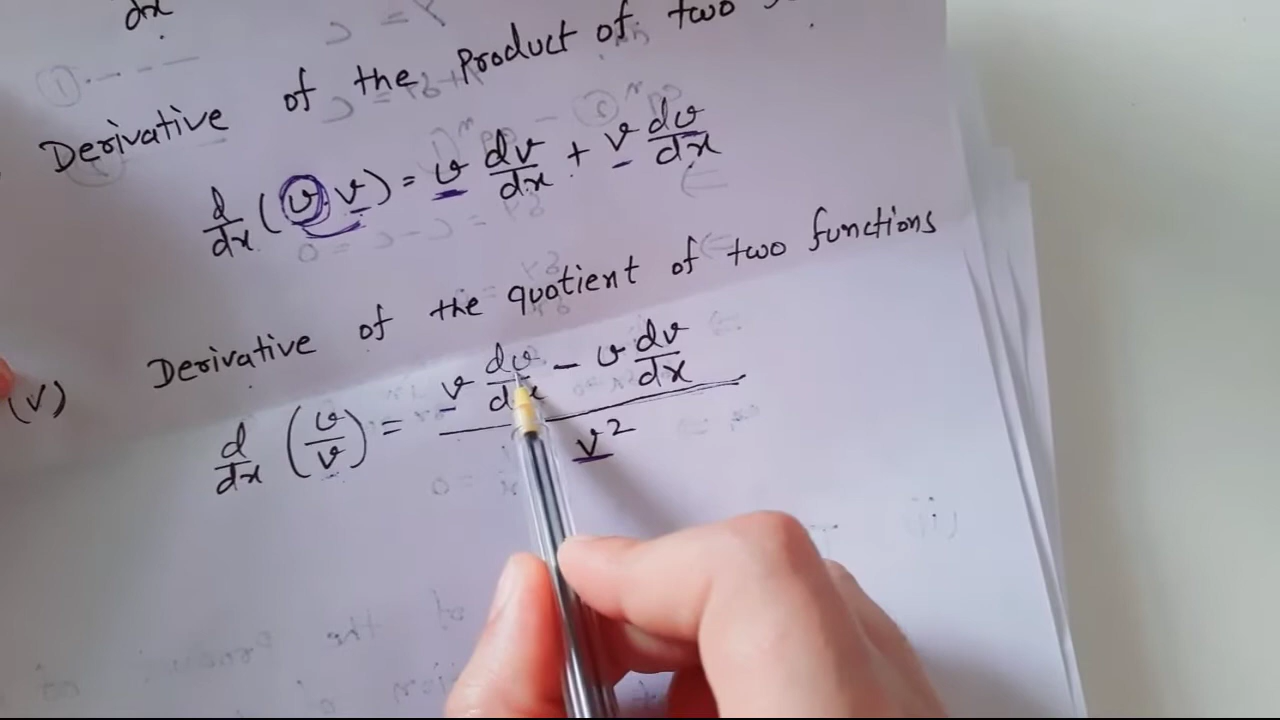 dx
Derivative of the product of two
d/dx (u v) = u dv/dx + v du/dx
Derivative of the quotient of two functions
(V) d/dx (u/v) = v du/dx - u dv/dx / v²